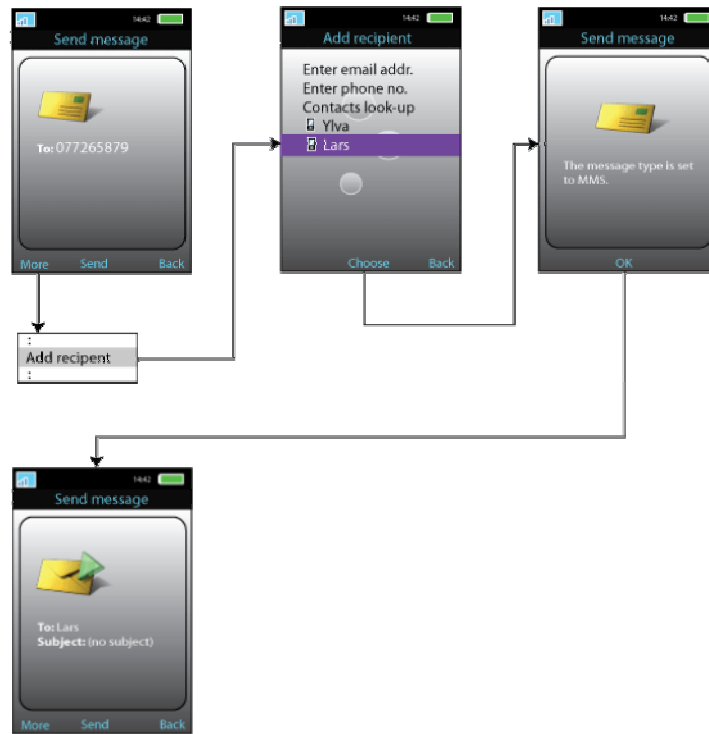 14:42
Send message
To: 077265879
More Send Back
:
Add recipent
:
14:42
Add recipient
Enter email addr.
Enter phone no.
Contacts look-up
Ylva
Lars
Choose Back
14:42
Send message
The message type is set
to MMS.
OK
14:42
Send message
To: Lars
Subject: (no subject)
More Send Back